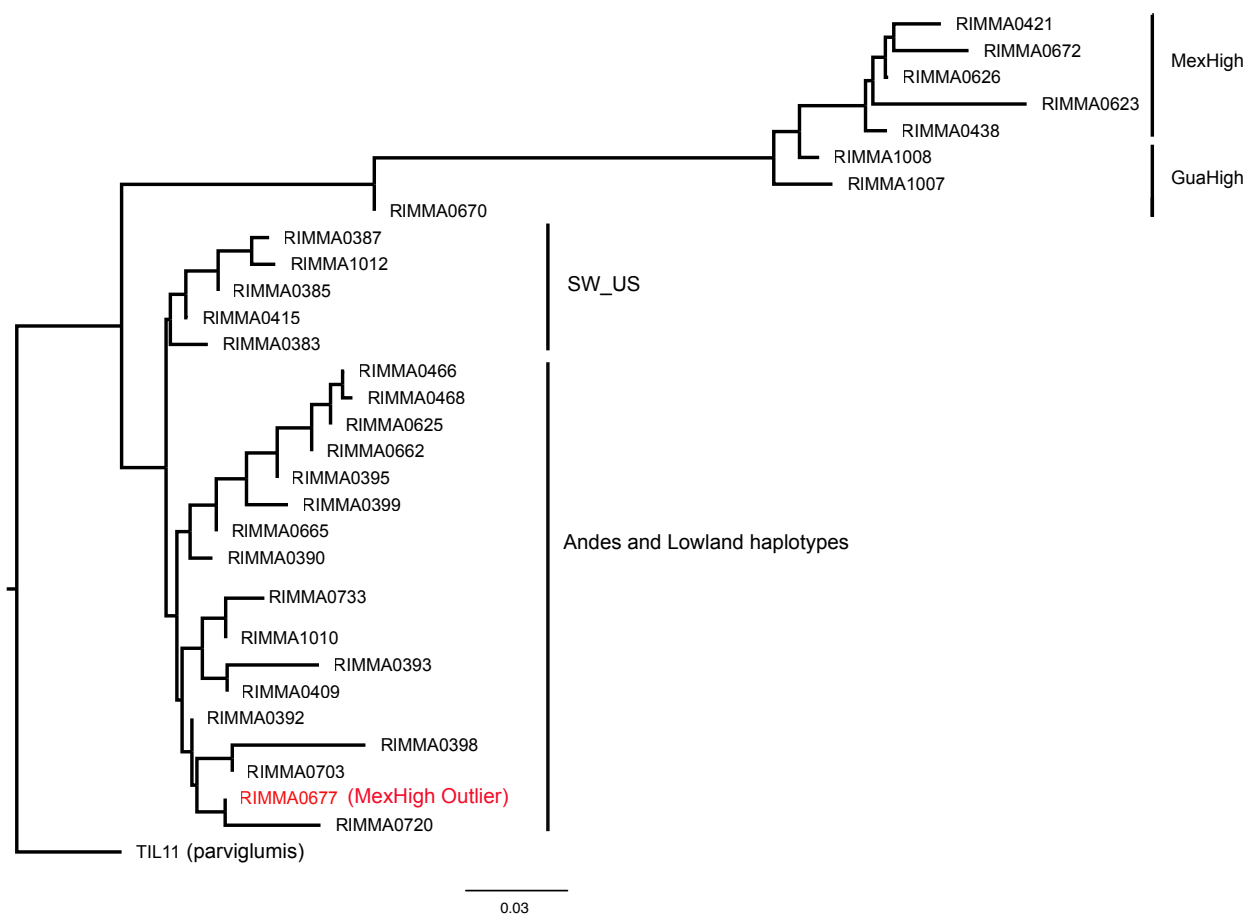 RIMMA0421
RIMMA0672
RIMMA0626
RIMMA0623
RIMMA0438
MexHigh
RIMMA1008
RIMMA1007
GuaHigh
RIMMA0670
RIMMA0387
RIMMA1012
RIMMA0385
RIMMA0415
RIMMA0383
SW_US
RIMMA0466
RIMMA0468
RIMMA0625
RIMMA0662
RIMMA0395
RIMMA0399
RIMMA0665
RIMMA0390
RIMMA0733
RIMMA1010
RIMMA0393
RIMMA0409
RIMMA0392
RIMMA0398
RIMMA0703
RIMMA0677 (MexHigh Outlier)
RIMMA0720
Andes and Lowland haplotypes
TIL11 (parviglumis)
0.03